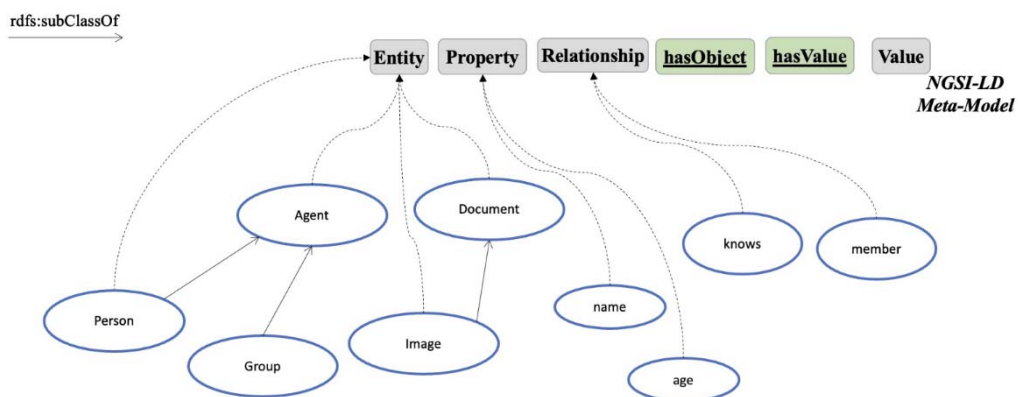 rdfs:subClassOf
Entity
Property
Relationship
hasObject
hasValue
Value
NGSI-LD
Meta-Model
Agent
Document
knows
member
Person
name
Image
Group
age